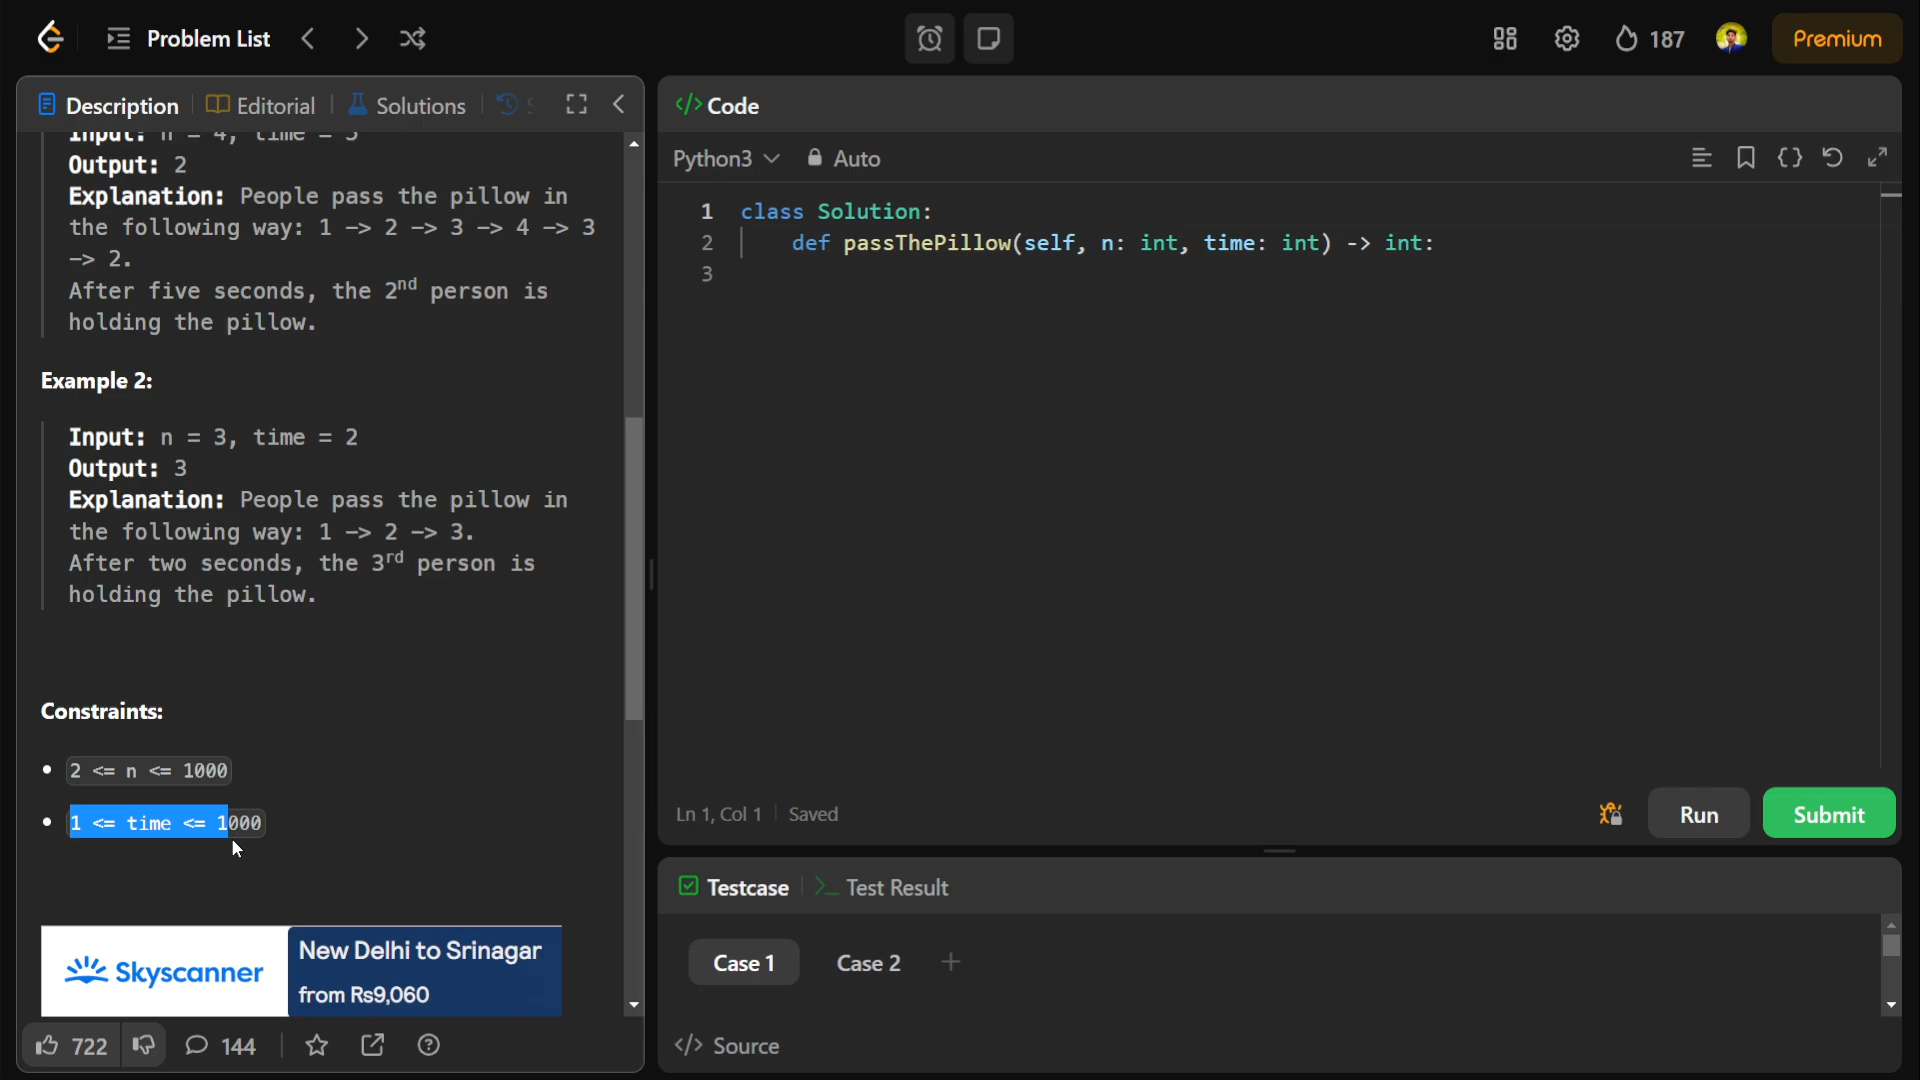 Problem List
187
Premium
Description
Editorial
Solutions
Input: n = 4, time = 5
Output: 2
Explanation: People pass the pillow in
the following way: 1 -> 2 -> 3 -> 4 -> 3
-> 2.
After five seconds, the 2nd person is
holding the pillow.
Example 2:
Input: n = 3, time = 2
Output: 3
Explanation: People pass the pillow in
the following way: 1 -> 2 -> 3.
After two seconds, the 3rd person is
holding the pillow.
Constraints:
2 <= n <= 1000
1 <= time <= 1000
Skyscanner
New Delhi to Srinagar
from Rs9,060
722
144
</> Code
Python3
Auto
1 class Solution:
2     def passThePillow(self, n: int, time: int) -> int:
3
Ln 1, Col 1
Saved
Run
Submit
Testcase
Test Result
Case 1
Case 2
</> Source